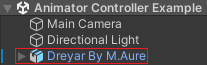 Animator Controller Example
Main Camera
Directional Light
Dreyar By M.Aure